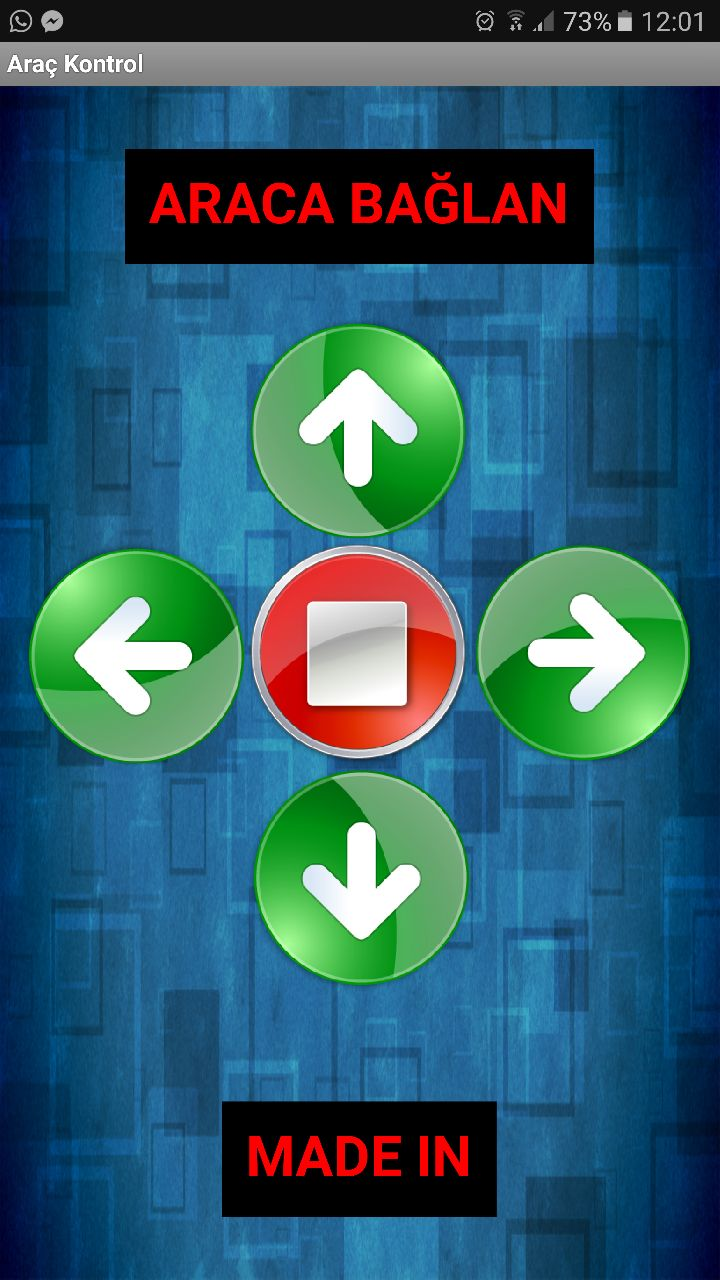 73% 12:01
Araç Kontrol
ARACA BAĞLAN
MADE IN